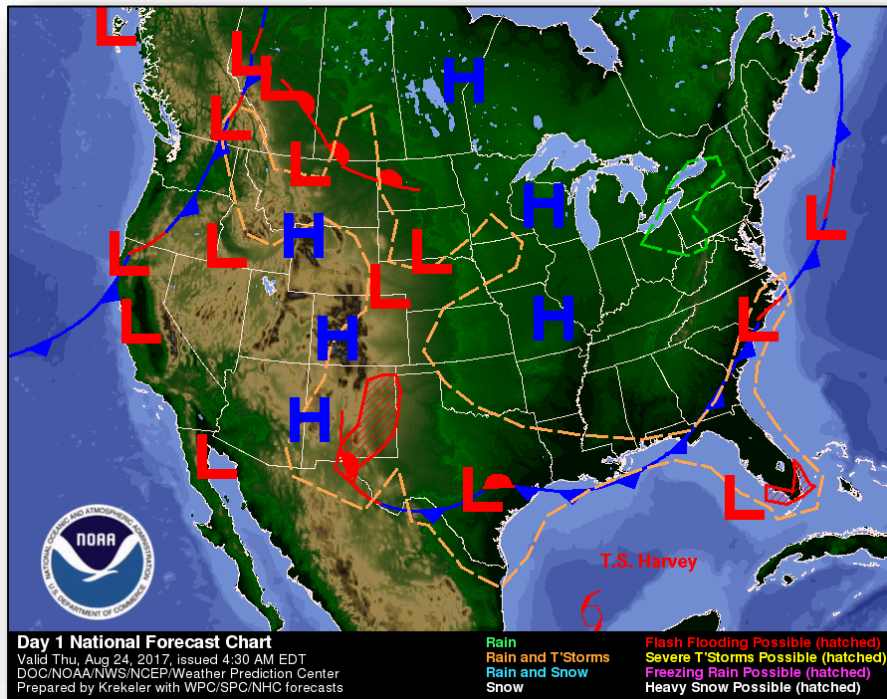 L
L
L
H
L
L
H
L
H
L
L
L
L
L
H
L
H
H
L
L
L
T.S. Harvey
NATIONAL OCEANIC AND ATMOSPHERIC ADMINISTRATION
NOAA
U.S. DEPARTMENT OF COMMERCE
Day 1 National Forecast Chart
Valid Thu, Aug 24, 2017, issued 4:30 AM EDT
DOC/NOAA/NWS/NCEP/Weather Prediction Center
Prepared by Krekeler with WPC/SPC/NHC forecasts
Rain
Rain and T'Storms
Rain and Snow
Snow
Flash Flooding Possible (hatched)
Severe T'Storms Possible (hatched)
Freezing Rain Possible (hatched)
Heavy Snow Possible (hatched)